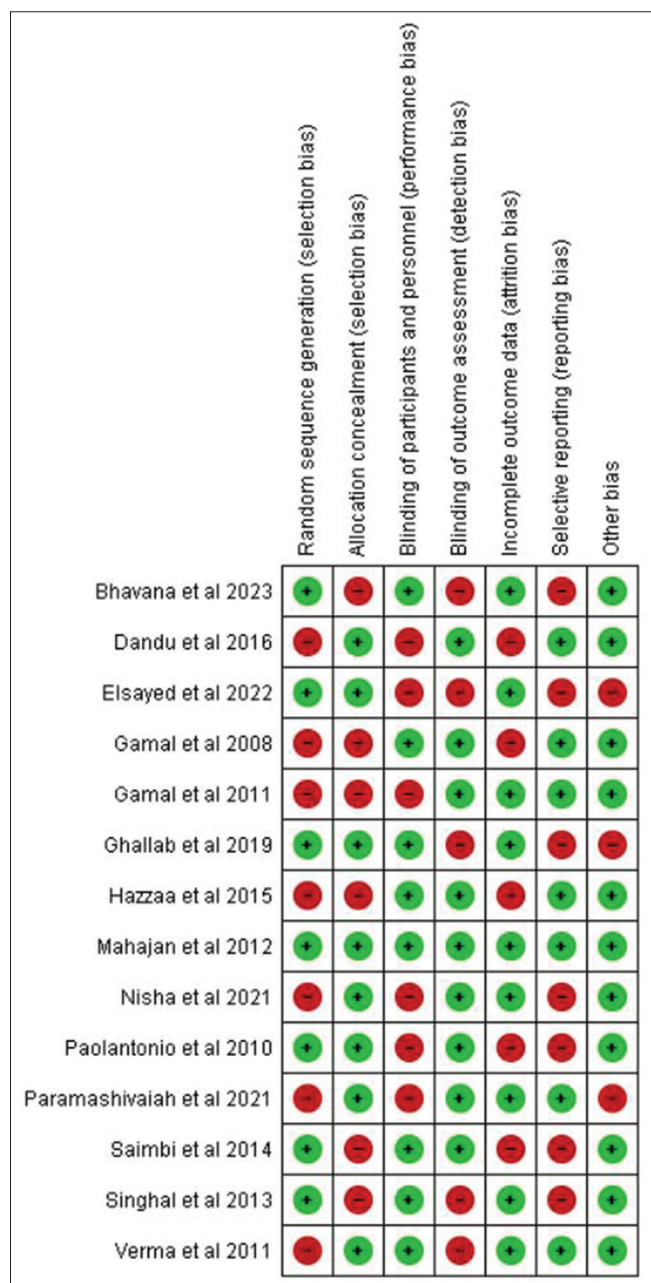 Random sequence generation (selection bias)
Allocation concealment (selection bias)
Blinding of participants and personnel (performance bias)
Blinding of outcome assessment (detection bias)
Incomplete outcome data (attrition bias)
Selective reporting (reporting bias)
Other bias
Bhavana et al 2023 + - + - + - +
Dandu et al 2016 - + - + - + +
Elsayed et al 2022 + + - - + - -
Gamal et al 2008 - - + + - + +
Gamal et al 2011 - - - + + + +
Ghallab et al 2019 + + + - + - -
Hazzaa et al 2015 - - + + - + +
Mahajan et al 2012 + + + + + + +
Nisha et al 2021 - + - + + - +
Paolantonio et al 2010 + + - + - - +
Paramashivaiah et al 2021 - + - + + + -
Saimbi et al 2014 + - + + - - +
Singhal et al 2013 + - + - + - +
Verma et al 2011 - + + - + + +